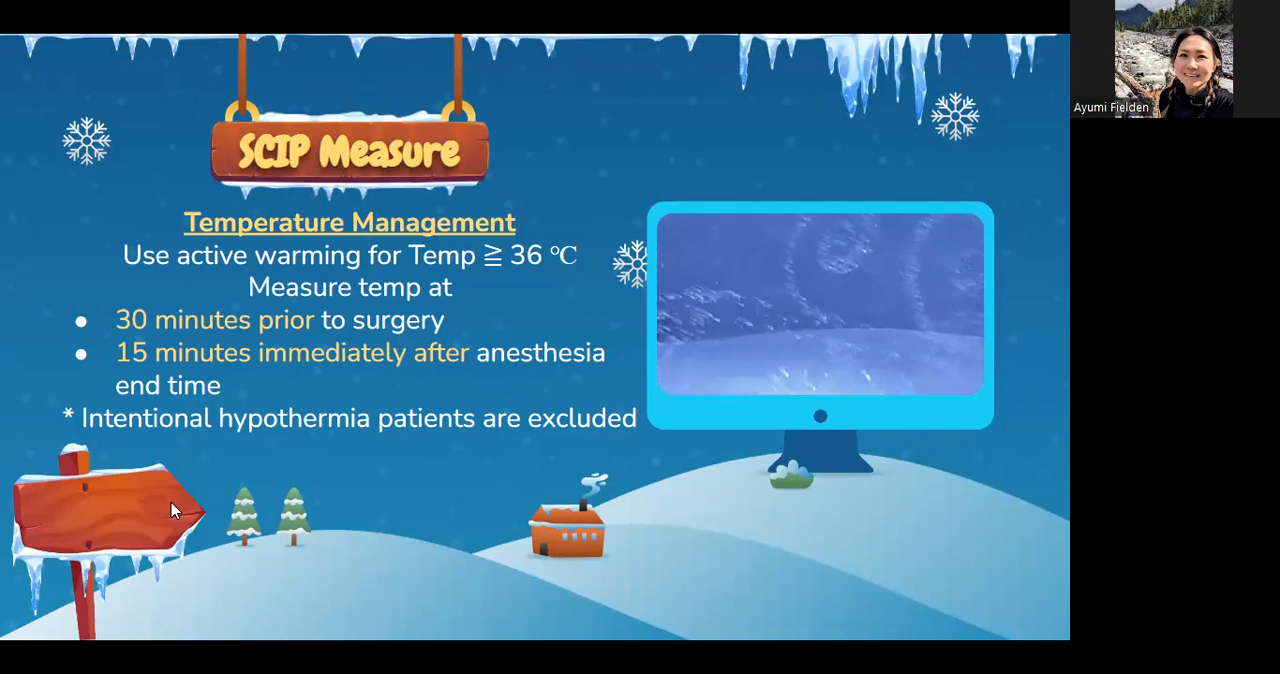 SCIP Measure
Temperature Management
Use active warming for Temp ≧ 36 ℃
Measure temp at
● 30 minutes prior to surgery
● 15 minutes immediately after anesthesia
end time
* Intentional hypothermia patients are excluded
Ayumi Fielden